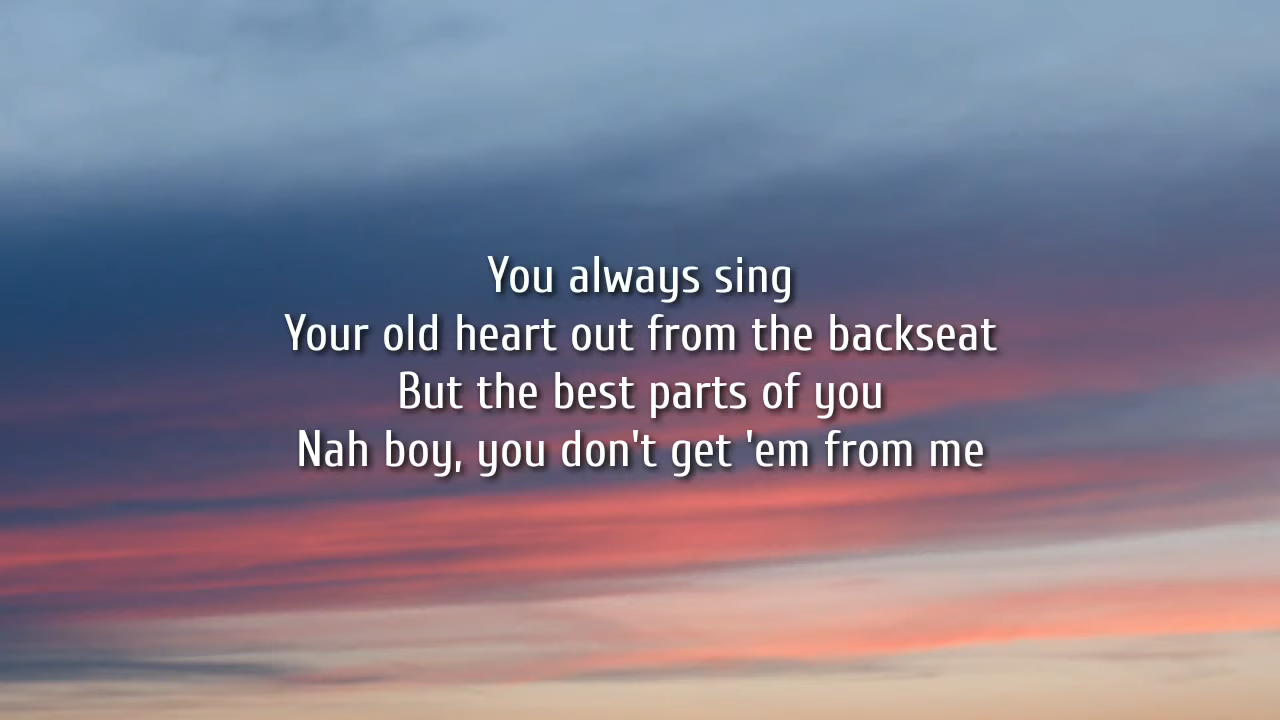 You always sing
Your old heart out from the backseat
But the best parts of you
Nah boy, you don't get 'em from me